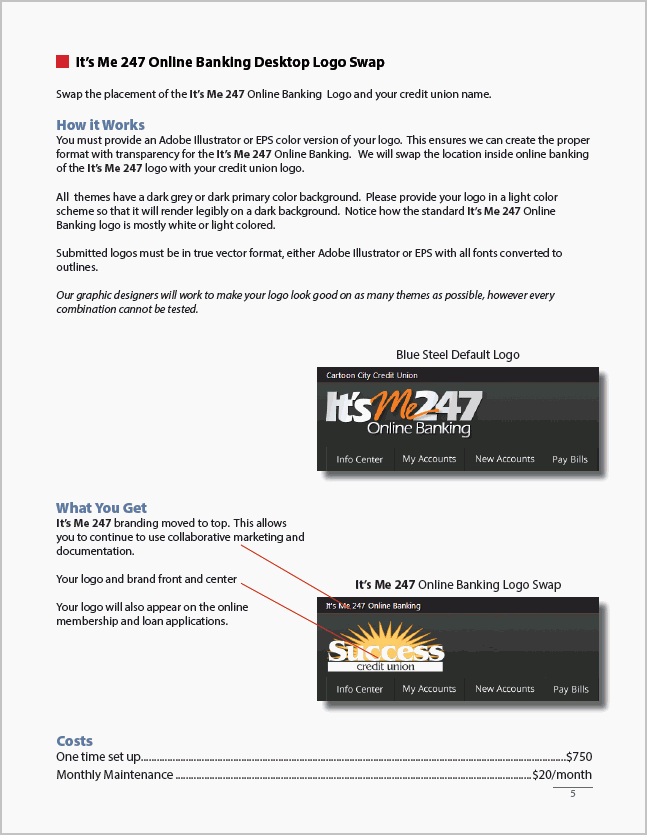 It's Me 247 Online Banking Desktop Logo Swap
Swap the placement of the It's Me 247 Online Banking Logo and your credit union name.
How it Works
You must provide an Adobe Illustrator or EPS color version of your logo. This ensures we can create the proper
format with transparency for the It's Me 247 Online Banking. We will swap the location inside online banking
of the It's Me 247 logo with your credit union logo.
All themes have a dark grey or dark primary color background. Please provide your logo in a light color
scheme so that it will render legibly on a dark background. Notice how the standard It's Me 247 Online
Banking logo is mostly white or light colored.
Submitted logos must be in true vector format, either Adobe Illustrator or EPS with all fonts converted to
outlines.
Our graphic designers will work to make your logo look good on as many themes as possible, however every
combination cannot be tested.
Blue Steel Default Logo
Cartoon City Credit Union
It's Me 247
Online Banking
Info Center My Accounts New Accounts Pay Bills
What You Get
It's Me 247 branding moved to top. This allows
you to continue to use collaborative marketing and
documentation.
Your logo and brand front and center
Your logo will also appear on the online
membership and loan applications.
It's Me 247 Online Banking Logo Swap
It's Me 247 Online Banking
Success
credit union
Info Center My Accounts New Accounts Pay Bills
Costs
One time set up..........$750
Monthly Maintenance ..........$20/month
5